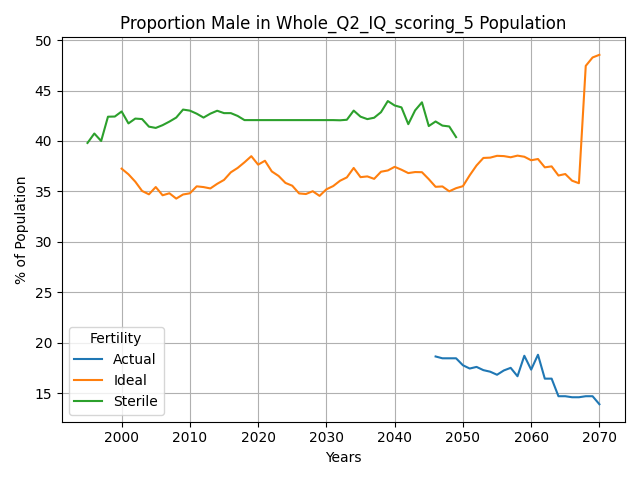 Proportion Male in Whole_Q2_IQ_scoring_5 Population
% of Population
50
45
40
35
30
25
20
15
Fertility
Actual
Ideal
Sterile
2000 2010 2020 2030 2040 2050 2060 2070
Years